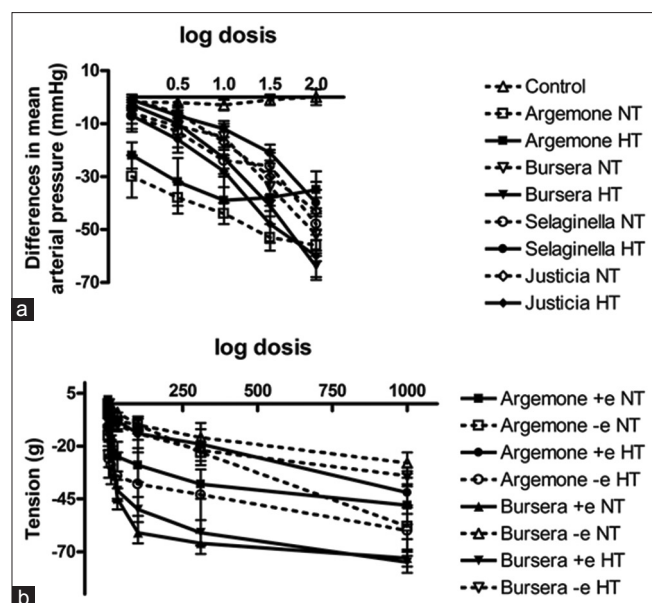 log dosis
10
0.5 1.0 1.5 2.0
-10
-30
-50
-70
Differences in mean
arterial pressure (mmHg)
Control
Argemone NT
Argemone HT
Bursera NT
Bursera HT
Selaginella NT
Selaginella HT
Justicia NT
Justicia HT
a
log dosis
5
250 500 750 1000
-20
-45
-70
Tension (g)
Argemone +e NT
Argemone -e NT
Argemone +e HT
Argemone -e HT
Bursera +e NT
Bursera -e NT
Bursera +e HT
Bursera -e HT
b